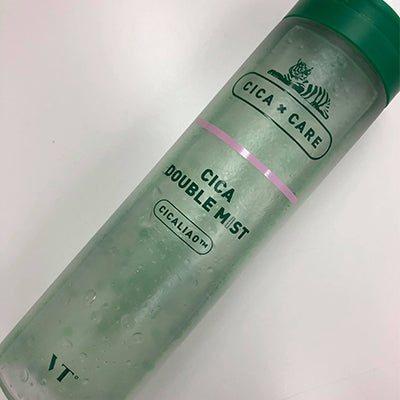 CICA × CARE
CICA
DOUBLE MIST
CICALIAO™
VT®